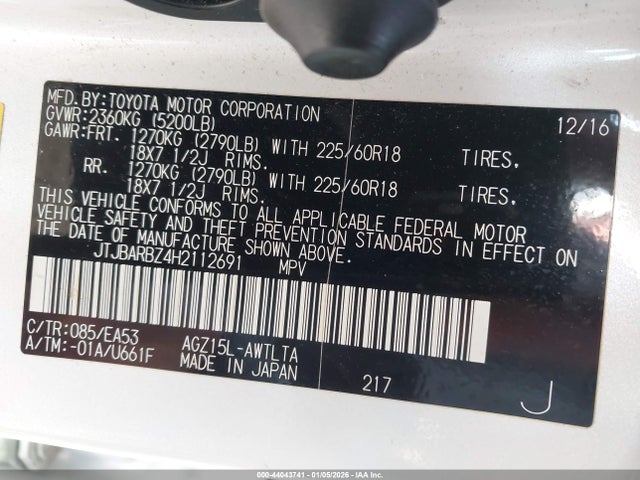 MFD.BY:TOYOTA MOTOR CORPORATION 12/16
GVWR:2360KG (5200LB)
GAWR:FRT. 1270KG (2790LB) WITH 225/60R18 TIRES,
18X7 1/2J RIMS.
RR. 1270KG (2790LB) WITH 225/60R18 TIRES,
18X7 1/2J RIMS.
THIS VEHICLE CONFORMS TO ALL APPLICABLE FEDERAL MOTOR
VEHICLE SAFETY AND THEFT PREVENTION STANDARDS IN EFFECT ON
THE DATE OF MANUFACTURE SHOWN ABOVE.
JTJBARBZ4H2112691 MPV
C/TR:085/EA53 AGZ15L-AWTLTA
A/TM:-01A/U661F MADE IN JAPAN 217 J
000-44043741 - 01/05/2026 - IAA Inc.